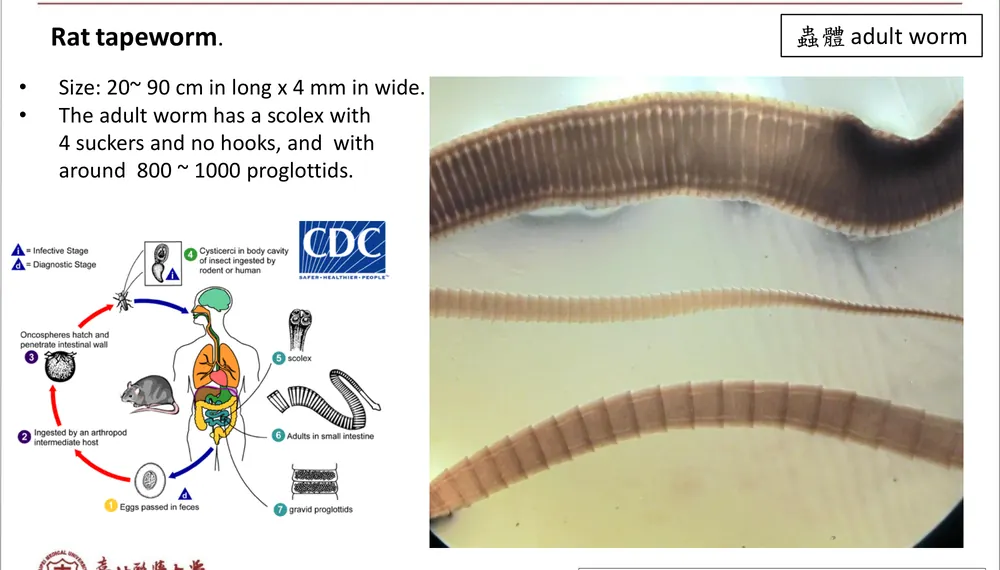 Rat tapeworm.
蟲體 adult worm
• Size: 20~ 90 cm in long x 4 mm in wide.
• The adult worm has a scolex with
4 suckers and no hooks, and with
around 800 ~ 1000 proglottids.
i = Infective Stage
d = Diagnostic Stage
4 Cysticerci in body cavity
of insect ingested by
rodent or human
i
CDC
SAFER•HEALTHIER•PEOPLE™
Oncospheres hatch and
penetrate intestinal wall
3
5 scolex
2 Ingested by an arthropod
intermediate host
6 Adults in small intestine
d
1 Eggs passed in feces
7 gravid proglottids